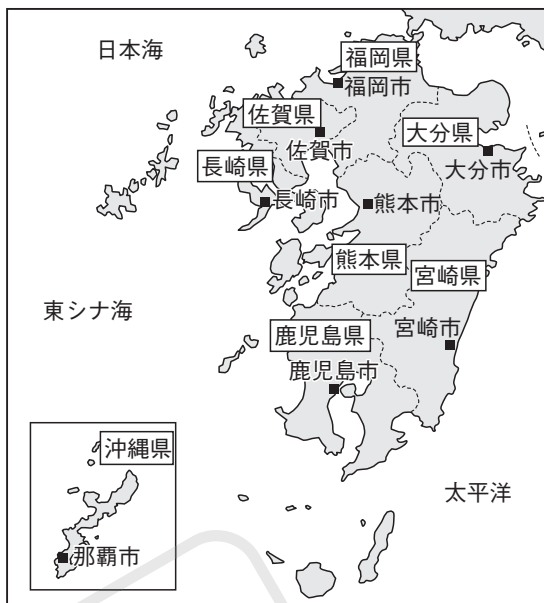 日本海
福岡県
福岡市
佐賀県
佐賀市
大分県
大分市
長崎県
長崎市
熊本市
熊本県
宮崎県
東シナ海
鹿児島県
宮崎市
鹿児島市
沖縄県
太平洋
那覇市